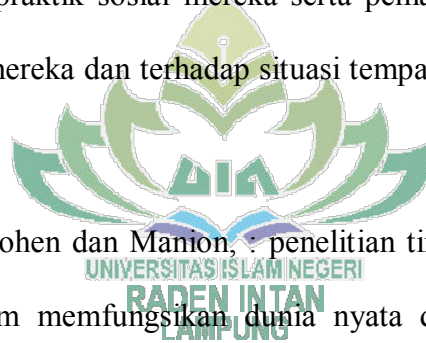 praktik sosial mereka serta pema
mereka dan terhadap situasi tempa
ohen dan Manion, : penelitian ti
UNIVERSITAS ISLAM NEGERI
RADEN INTAN
m memfungsikan dunia nyata d
LAMPUNG